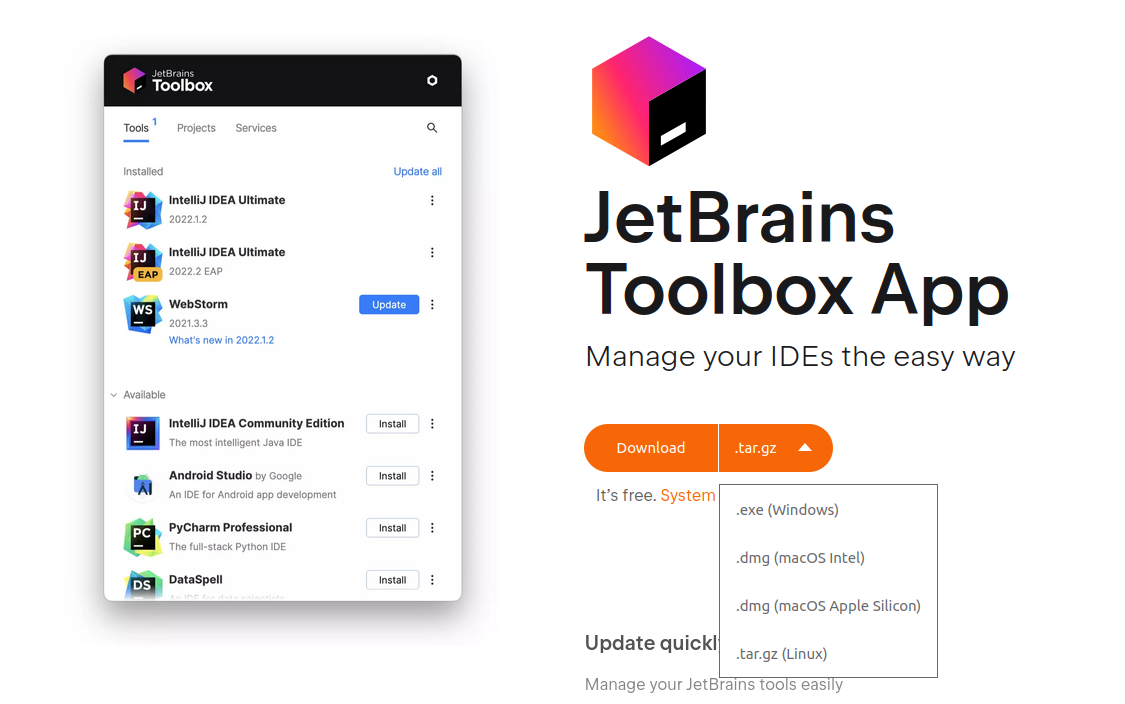 JetBrains
Toolbox
Tools 1 Projects Services
Installed Update all
IJ
IntelliJ IDEA Ultimate
2022.1.2
IJ
EAP
IntelliJ IDEA Ultimate
2022.2 EAP
WS
WebStorm
2021.3.3
What's new in 2022.1.2
Update
Available
IJ
IntelliJ IDEA Community Edition
The most intelligent Java IDE
Install
Android Studio by Google
An IDE for Android app development
Install
PC
PyCharm Professional
The full-stack Python IDE
Install
DS
DataSpell
An IDE for data scientists
Install
JetBrains
Toolbox App
Manage your IDEs the easy way
Download .tar.gz
It's free. System
.exe (Windows)
.dmg (macOS Intel)
.dmg (macOS Apple Silicon)
.tar.gz (Linux)
Update quickl
Manage your JetBrains tools easily